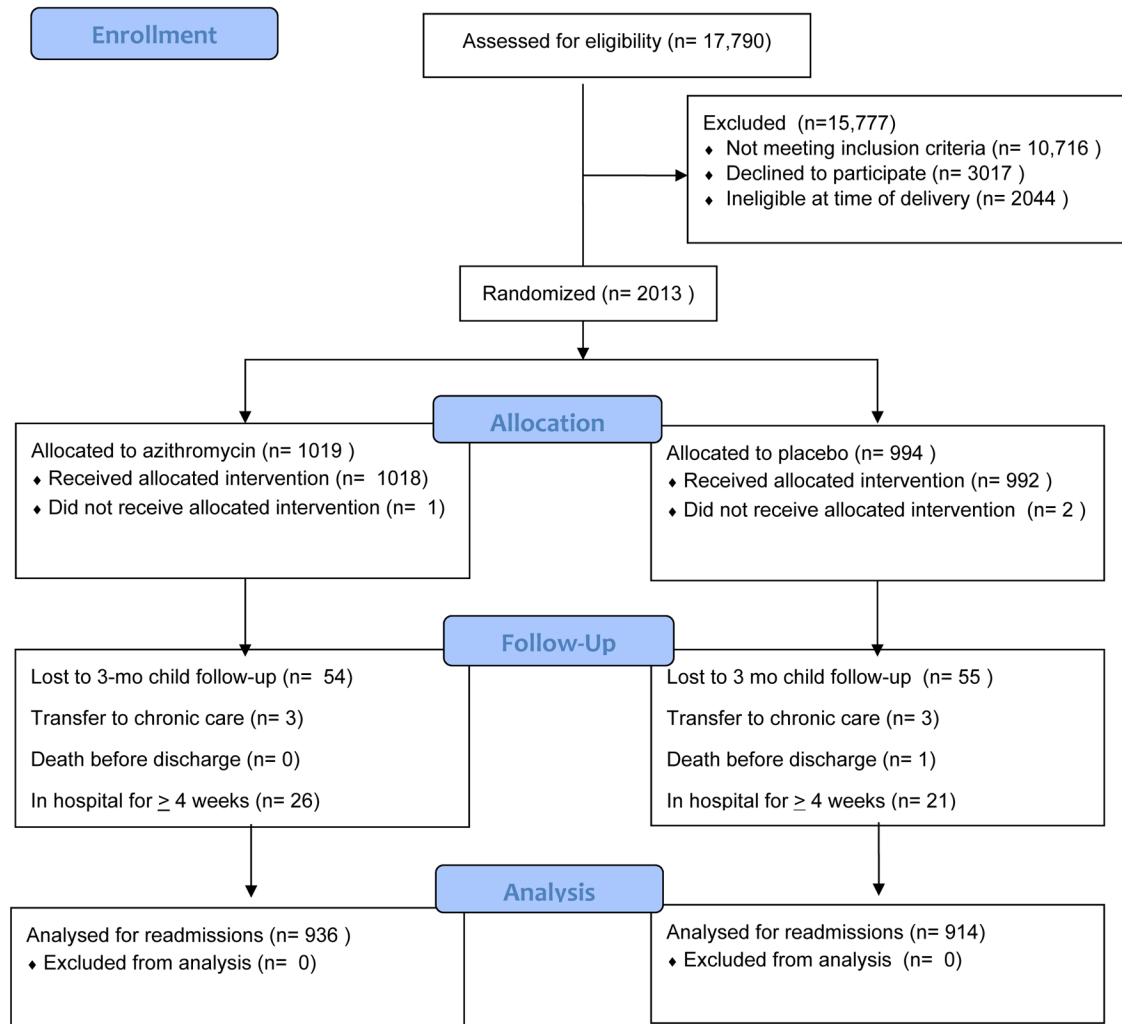 Enrollment
Assessed for eligibility (n= 17,790)
Excluded (n=15,777)
♦ Not meeting inclusion criteria (n= 10,716 )
♦ Declined to participate (n= 3017 )
♦ Ineligible at time of delivery (n= 2044 )
Randomized (n= 2013 )
Allocation
Allocated to azithromycin (n= 1019 )
♦ Received allocated intervention (n= 1018)
♦ Did not receive allocated intervention (n= 1)
Allocated to placebo (n= 994 )
♦ Received allocated intervention (n= 992 )
♦ Did not receive allocated intervention (n= 2 )
Follow-Up
Lost to 3-mo child follow-up (n= 54)
Transfer to chronic care (n= 3)
Death before discharge (n= 0)
In hospital for ≥ 4 weeks (n= 26)
Lost to 3 mo child follow-up (n= 55 )
Transfer to chronic care (n= 3)
Death before discharge (n= 1)
In hospital for ≥ 4 weeks (n= 21)
Analysis
Analysed for readmissions (n= 936 )
♦ Excluded from analysis (n= 0)
Analysed for readmissions (n= 914)
♦ Excluded from analysis (n= 0)